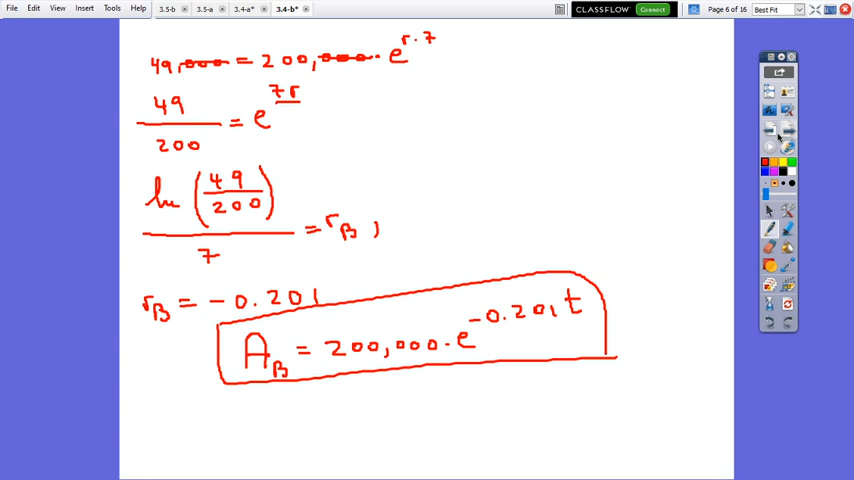 File Edit View Insert Tools Help 3.5-b 3.5-a 3.4-a* 3.4-b* CLASSFLOW Connect Page 6 of 16 Best Fit
49,000 = 200,000 · e^{r·7}
49/200 = e^{7r}
ln(49/200)/7 = r_B,
r_B = -0.201
A_B = 200,000 · e^{-0.201t}